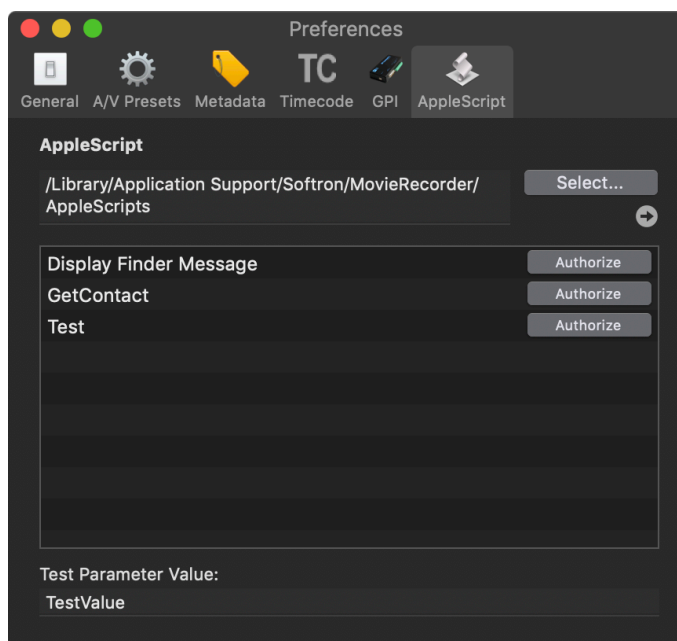 Preferences
TC
General A/V Presets Metadata Timecode GPI AppleScript
AppleScript
/Library/Application Support/Softron/MovieRecorder/
AppleScripts
Select...
Display Finder Message Authorize
GetContact Authorize
Test Authorize
Test Parameter Value:
TestValue